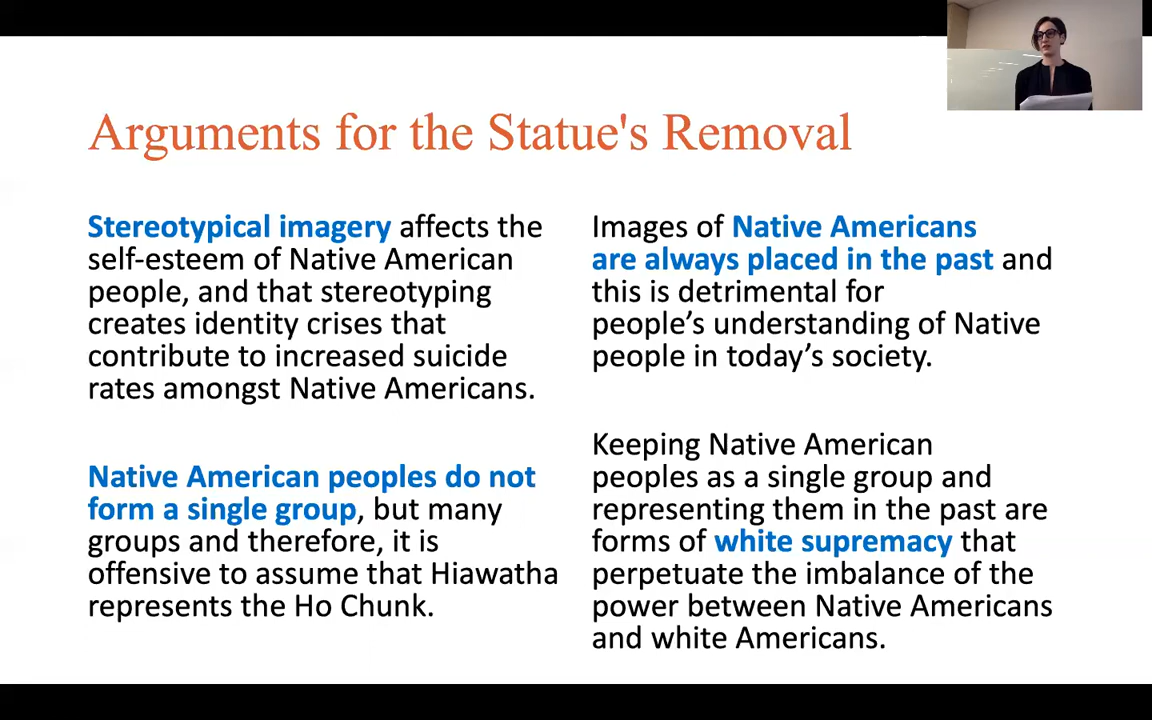 Arguments for the Statue's Removal
Stereotypical imagery affects the
self-esteem of Native American
people, and that stereotyping
creates identity crises that
contribute to increased suicide
rates amongst Native Americans.
Native American peoples do not
form a single group, but many
groups and therefore, it is
offensive to assume that Hiawatha
represents the Ho Chunk.
Images of Native Americans
are always placed in the past and
this is detrimental for
people’s understanding of Native
people in today’s society.
Keeping Native American
peoples as a single group and
representing them in the past are
forms of white supremacy that
perpetuate the imbalance of the
power between Native Americans
and white Americans.